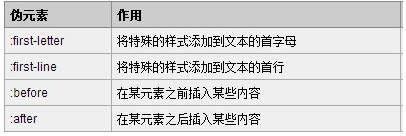 伪元素 作用
:first-letter 将特殊的样式添加到文本的首字母
:first-line 将特殊的样式添加到文本的首行
:before 在某元素之前插入某些内容
:after 在某元素之后插入某些内容